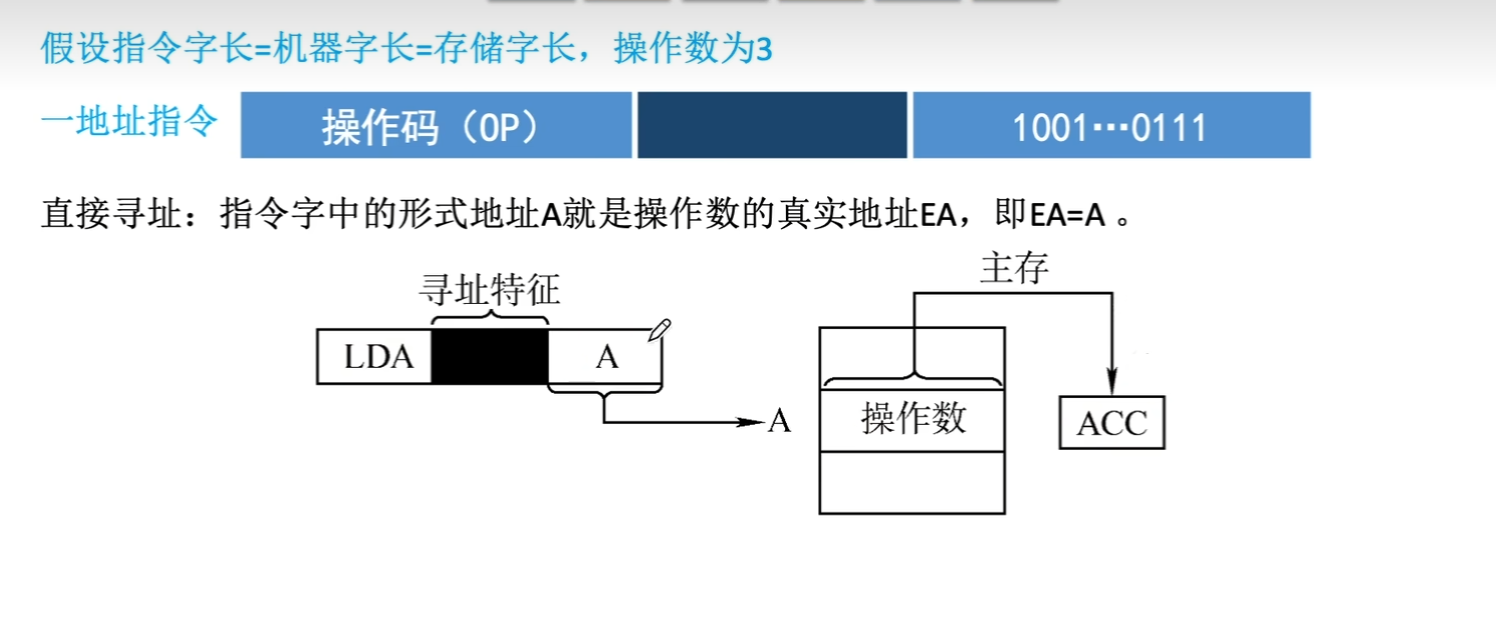 假设指令字长=机器字长=存储字长，操作数为3
一地址指令 操作码（OP） 1001…0111
直接寻址：指令字中的形式地址A就是操作数的真实地址EA，即EA=A 。
主存
寻址特征
LDA A
A 操作数 ACC